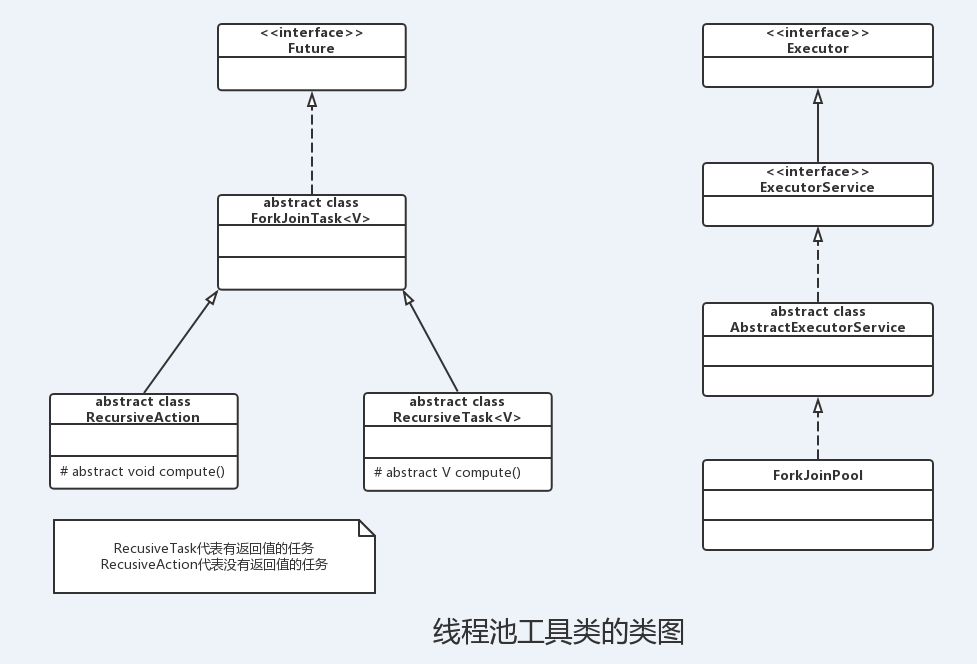 <<interface>>
Future
abstract class
ForkJoinTask<V>
abstract class
RecursiveAction
# abstract void compute()
abstract class
RecursiveTask<V>
# abstract V compute()
RecusiveTask代表有返回值的任务
RecusiveAction代表没有返回值的任务
<<interface>>
Executor
<<interface>>
ExecutorService
abstract class
AbstractExecutorService
ForkJoinPool
线程池工具类的类图